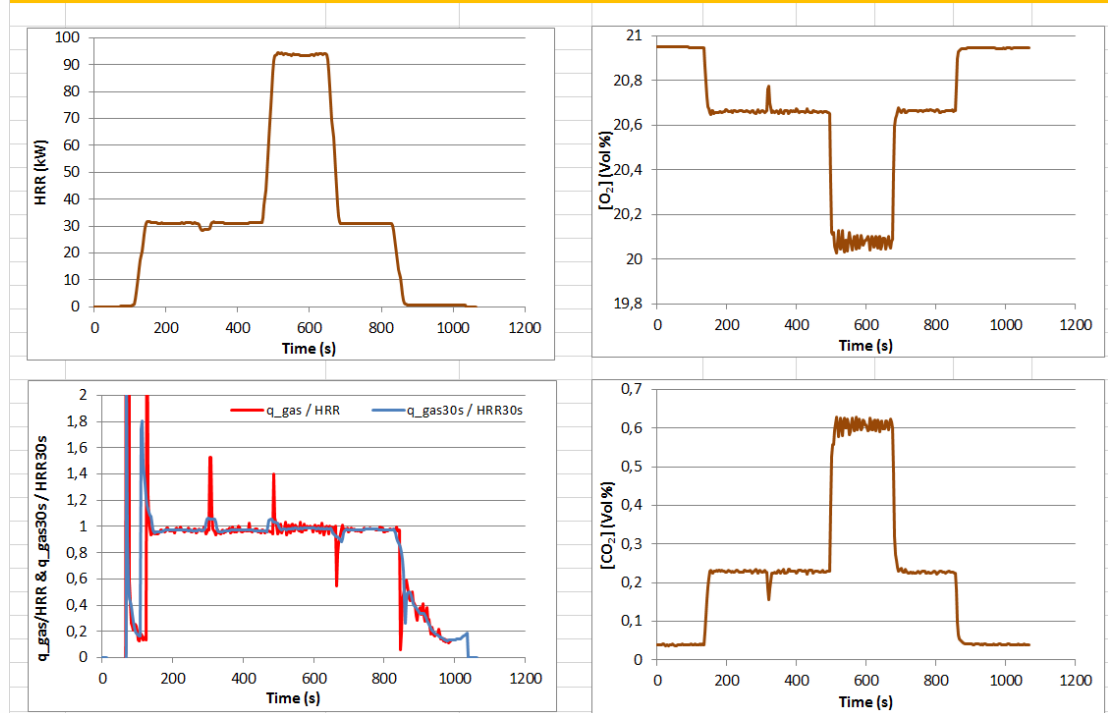 HRR (kW)
100
90
80
70
60
50
40
30
20
10
0
0 200 400 600 800 1000 1200
Time (s)
[O₂] (Vol %)
21
20,8
20,6
20,4
20,2
20
19,8
0 200 400 600 800 1000 1200
Time (s)
q_gas/HRR & q_gas30s / HRR30s
q_gas / HRR q_gas30s / HRR30s
2
1,8
1,6
1,4
1,2
1
0,8
0,6
0,4
0,2
0
0 200 400 600 800 1000 1200
Time (s)
[CO₂] (Vol %)
0,7
0,6
0,5
0,4
0,3
0,2
0,1
0
0 200 400 600 800 1000 1200
Time (s)